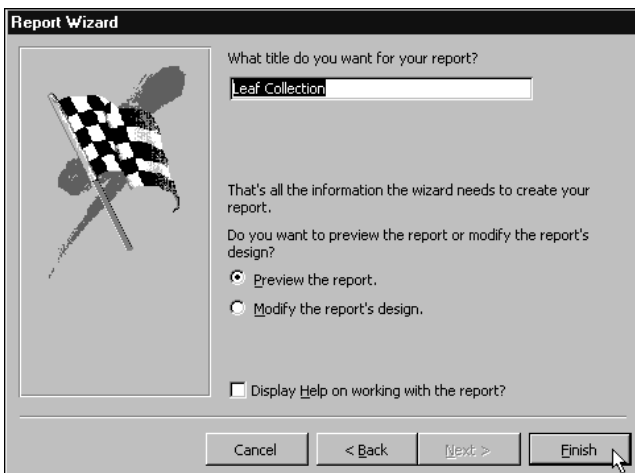 Report Wizard
What title do you want for your report?
Leaf Collection
That's all the information the wizard needs to create your
report.
Do you want to preview the report or modify the report's
design?
Preview the report.
Modify the report's design.
Display Help on working with the report?
Cancel
< Back
Next >
Finish